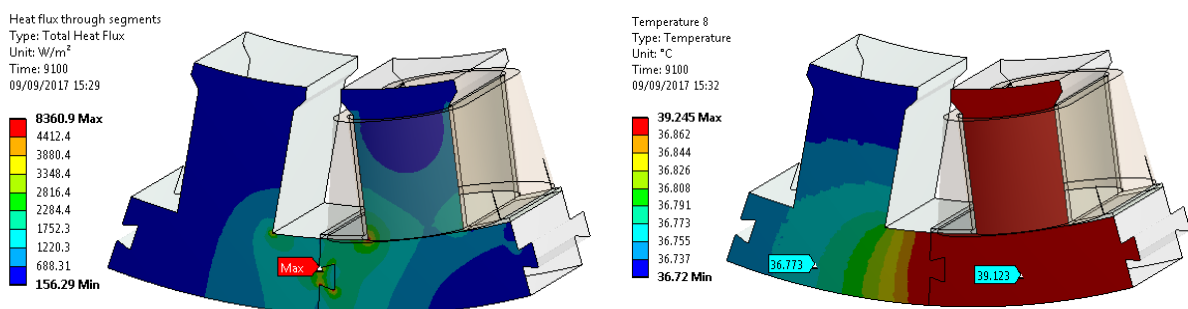 Heat flux through segments
Type: Total Heat Flux
Unit: W/m²
Time: 9100
09/09/2017 15:29
8360.9 Max
4412.4
3880.4
3348.4
2816.4
2284.4
1752.3
1220.3
688.31
156.29 Min
Max
Temperature 8
Type: Temperature
Unit: °C
Time: 9100
09/09/2017 15:32
39.245 Max
36.862
36.844
36.826
36.808
36.791
36.773
36.755
36.737
36.72 Min
36.773
39.123